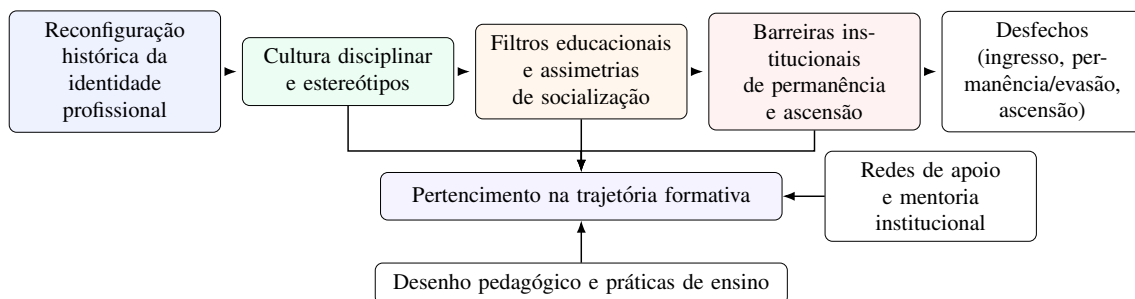 Reconfiguração
histórica da
identidade
profissional
Cultura disciplinar
e estereótipos
Filtros educacionais
e assimetrias
de socialização
Barreiras ins-
titucionais
de permanência
e ascensão
Desfechos
(ingresso, per-
manência/evasão,
ascensão)
Pertencimento na trajetória formativa
Redes de apoio
e mentoria
institucional
Desenho pedagógico e práticas de ensino